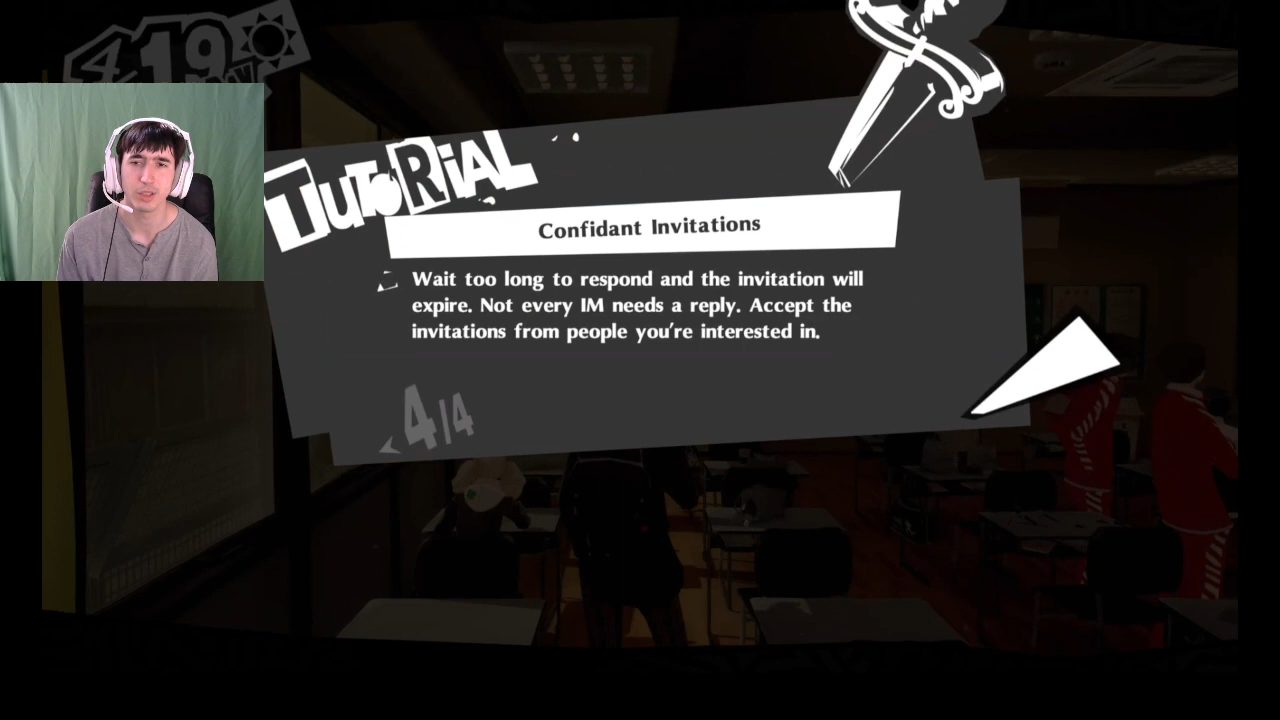 4/19
TUTORIAL
Confidant Invitations
Wait too long to respond and the invitation will
expire. Not every IM needs a reply. Accept the
invitations from people you're interested in.
4/4